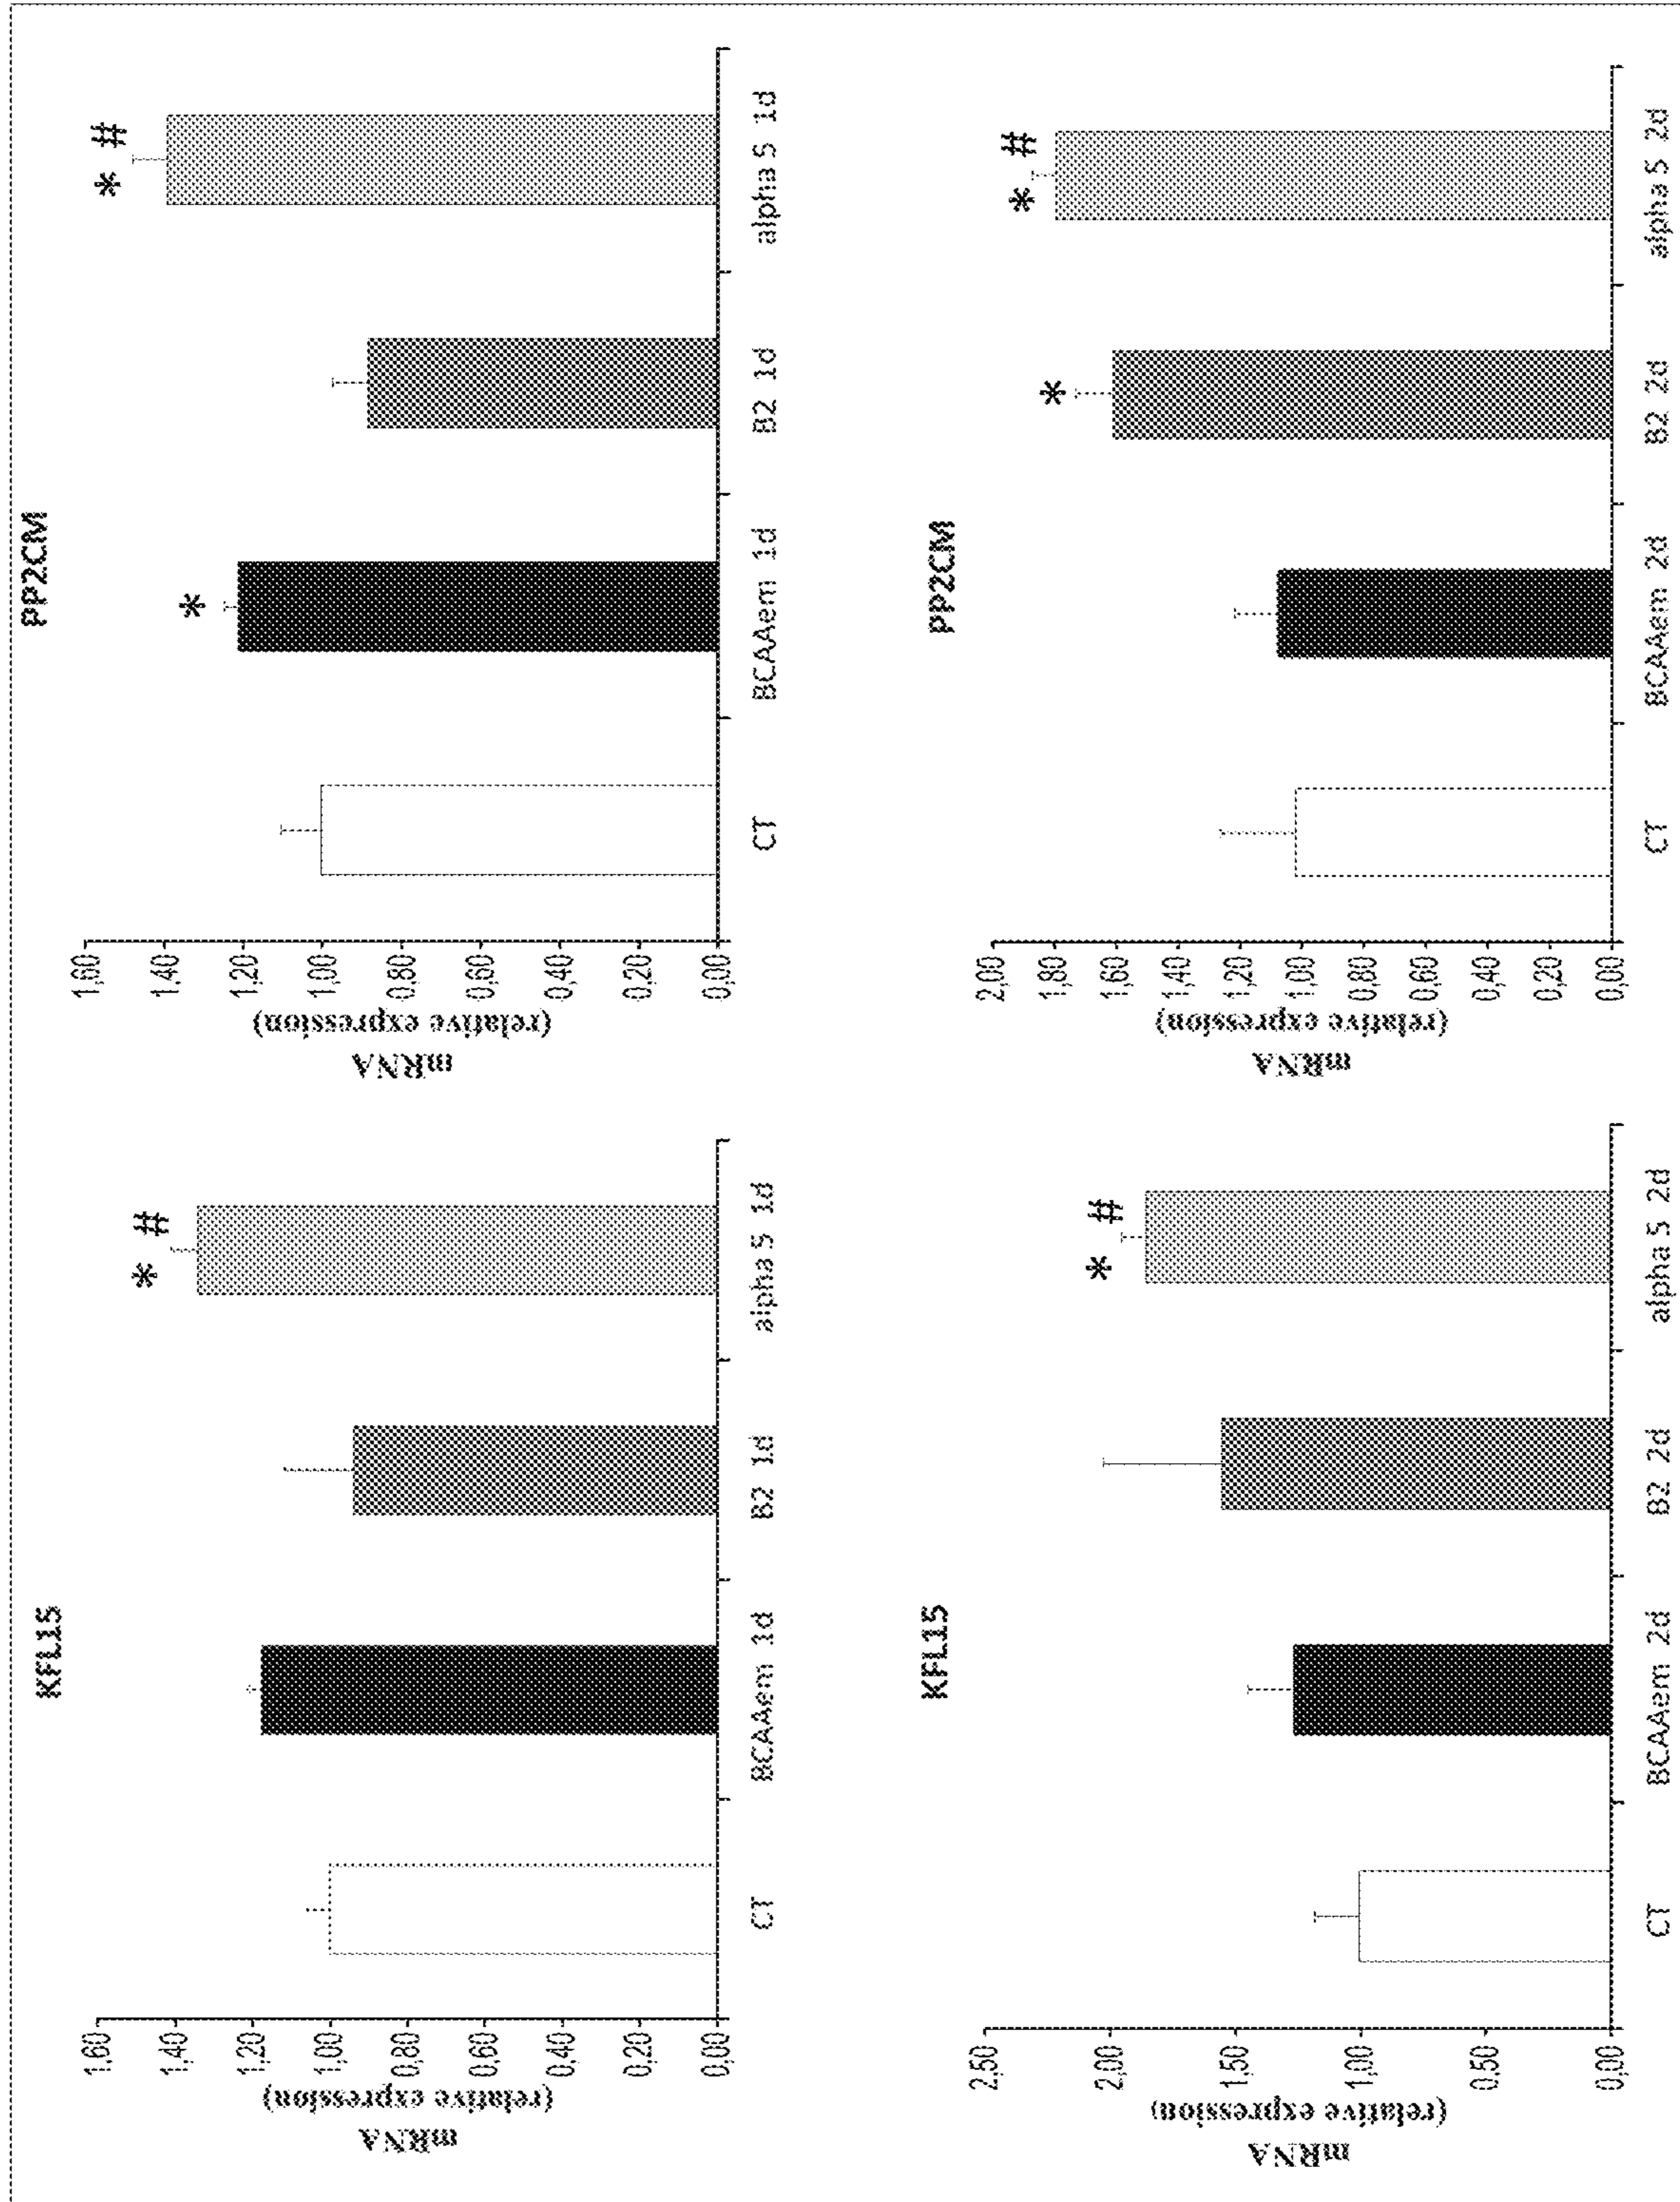 KFL15
mRNA
(relative expression)
1,60
1,40
1,20
1,00
0,80
0,60
0,40
0,20
0,00
* #
CT
BCAAem 1d
B2 1d
alpha 5 1d
PP2CM
mRNA
(relative expression)
1,60
1,40
1,20
1,00
0,80
0,60
0,40
0,20
0,00
*
* #
CT
BCAAem 1d
B2 1d
alpha 5 1d
KFL15
mRNA
(relative expression)
2,50
2,00
1,50
1,00
0,50
0,00
* #
CT
BCAAem 2d
B2 2d
alpha 5 2d
PP2CM
mRNA
(relative expression)
2,00
1,80
1,60
1,40
1,20
1,00
0,80
0,60
0,40
0,20
0,00
*
* #
CT
BCAAem 2d
B2 2d
alpha 5 2d